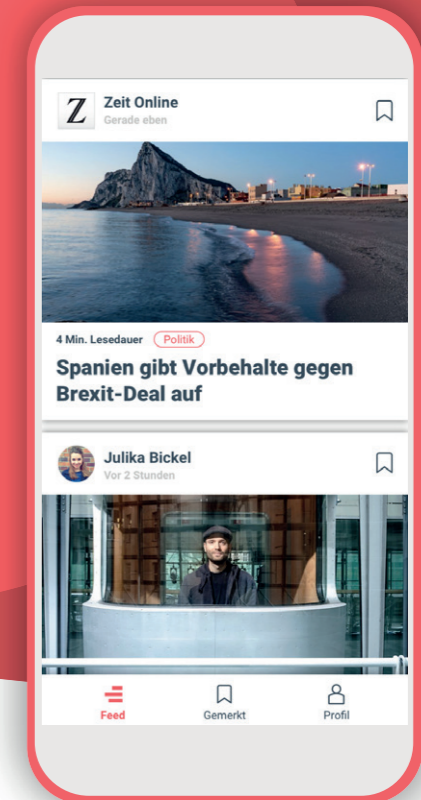 Z
Zeit Online
Gerade eben
4 Min. Lesedauer Politik
Spanien gibt Vorbehalte gegen
Brexit-Deal auf
Julika Bickel
Vor 2 Stunden
Feed Gemerkt Profil